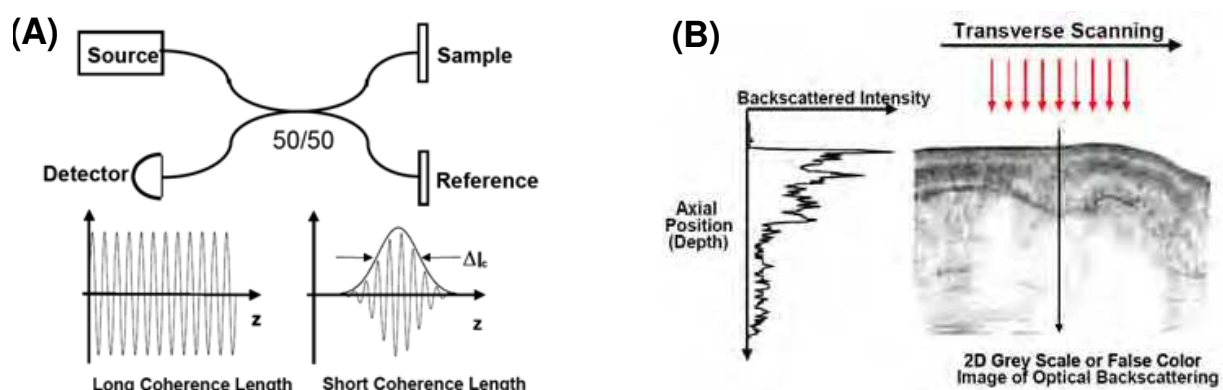 (A)
Source
Sample
50/50
Detector
Reference
Δlc
z
z
Long Coherence Length
Short Coherence Length
(B)
Transverse Scanning
Backscattered Intensity
Axial
Position
(Depth)
2D Grey Scale or False Color
Image of Optical Backscattering